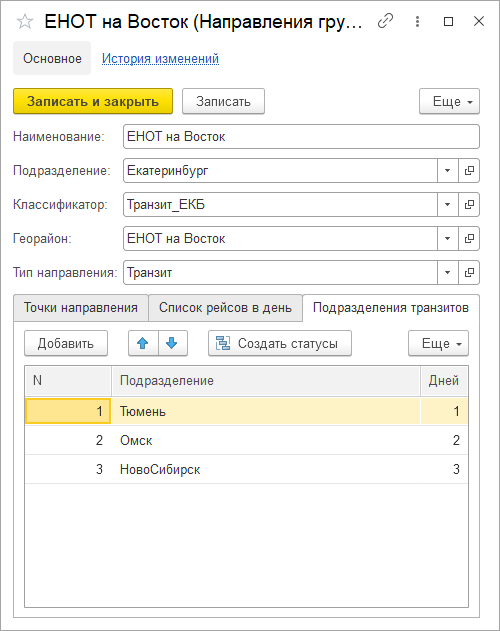 ЕНОТ на Восток (Направления гру...
Основное История изменений
Записать и закрыть Записать Еще
Наименование: ЕНОТ на Восток
Подразделение: Екатеринбург
Классификатор: Транзит_ЕКБ
Георайон: ЕНОТ на Восток
Тип направления: Транзит
Точки направления Список рейсов в день Подразделения транзитов
Добавить Создать статусы Еще
N Подразделение Дней
1 Тюмень 1
2 Омск 2
3 НовоСибирск 3